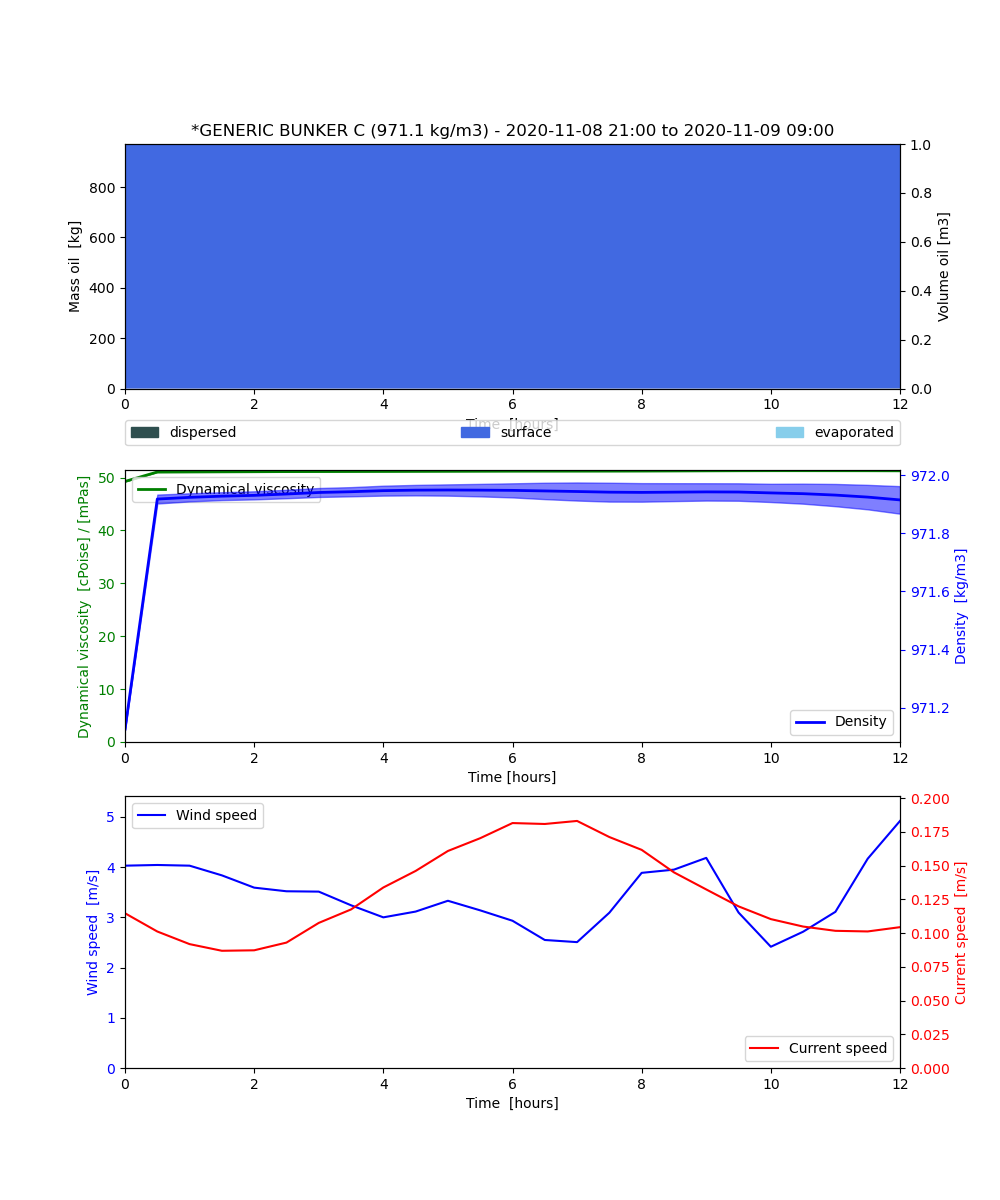 *GENERIC BUNKER C (971.1 kg/m3) - 2020-11-08 21:00 to 2020-11-09 09:00
Mass oil  [kg]
800
600
400
200
0
1.0
0.8
0.6
0.4
0.2
0.0
Volume oil [m3]
0 2 4 6 8 10 12
Time  [hours]
dispersed surface evaporated
Dynamical viscosity  [cPoise] / [mPas]
50
40
30
20
10
0
Dynamical viscosity
972.0
971.8
971.6
971.4
971.2
Density  [kg/m3]
Density
0 2 4 6 8 10 12
Time [hours]
Wind speed  [m/s]
5
4
3
2
1
0
Wind speed
0.200
0.175
0.150
0.125
0.100
0.075
0.050
0.025
0.000
Current speed  [m/s]
Current speed
0 2 4 6 8 10 12
Time  [hours]